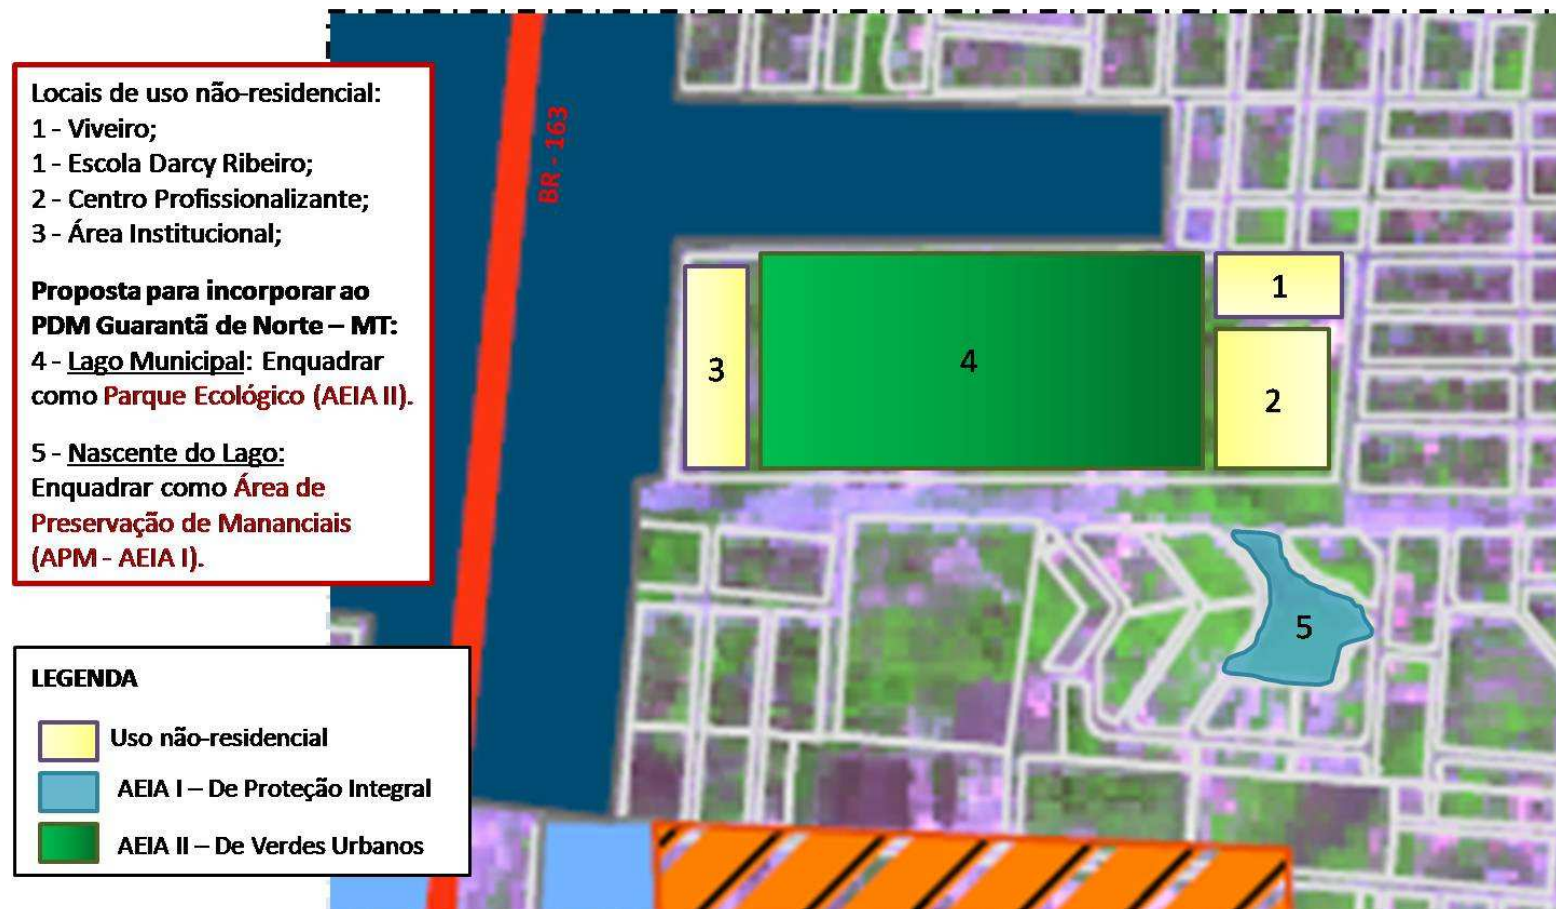 Locais de uso não-residencial:
1 - Viveiro;
1 - Escola Darcy Ribeiro;
2 - Centro Profissionalizante;
3 - Área Institucional;
Proposta para incorporar ao
PDM Guarantã de Norte – MT:
4 - Lago Municipal: Enquadrar
como Parque Ecológico (AEIA II).
5 - Nascente do Lago:
Enquadrar como Área de
Preservação de Mananciais
(APM - AEIA I).
LEGENDA
Uso não-residencial
AEIA I – De Proteção Integral
AEIA II – De Verdes Urbanos
BR - 163
1
2
3
4
5